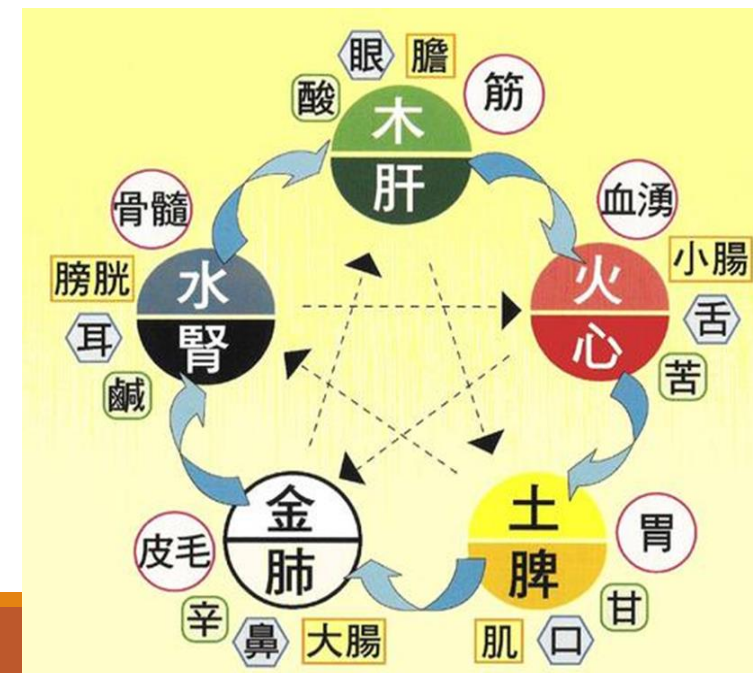 眼
膽
酸
筋
木
肝
骨髓
血湧
膀胱
水
腎
火
心
小腸
耳
舌
鹹
苦
金
肺
土
脾
皮毛
胃
辛
鼻
大腸
肌
口
甘